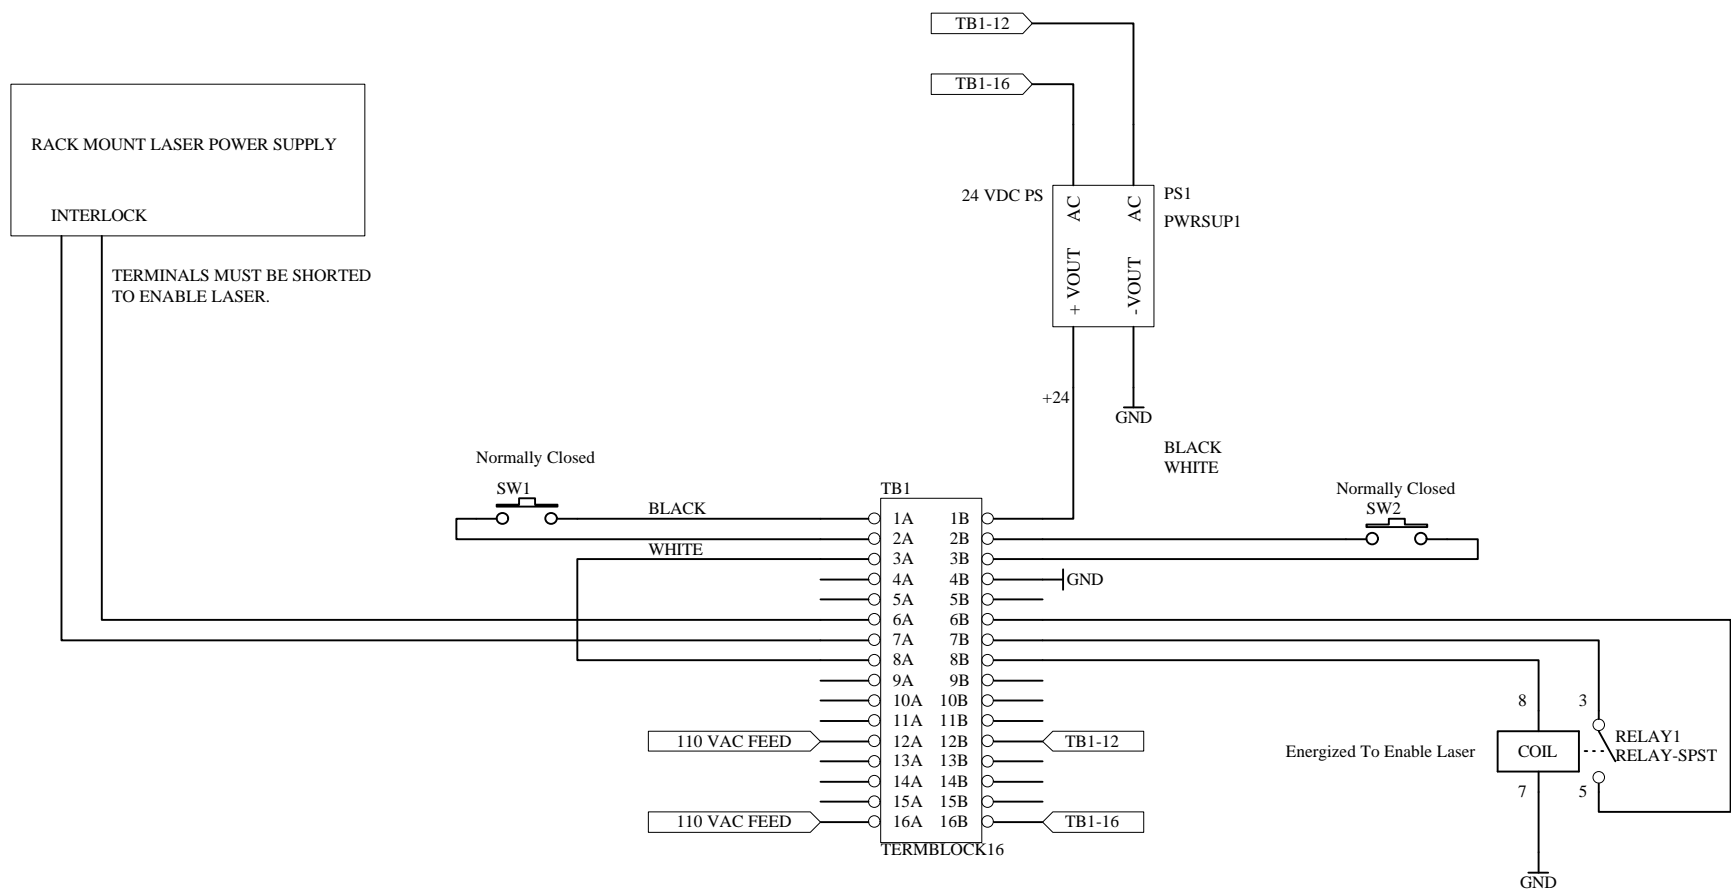 TB1-12
TB1-16
RACK MOUNT LASER POWER SUPPLY
INTERLOCK
TERMINALS MUST BE SHORTED
TO ENABLE LASER.
24 VDC PS
AC
AC
PS1
PWRSUP1
+ VOUT
- VOUT
+24
GND
BLACK
WHITE
Normally Closed
SW1
BLACK
WHITE
TB1
1A 1B
2A 2B
3A 3B
4A 4B
5A 5B
6A 6B
7A 7B
8A 8B
9A 9B
10A 10B
11A 11B
12A 12B
13A 13B
14A 14B
15A 15B
16A 16B
TERMBLOCK16
110 VAC FEED
110 VAC FEED
GND
TB1-12
TB1-16
Normally Closed
SW2
Energized To Enable Laser
8
3
COIL
RELAY1
RELAY-SPST
7
5
GND